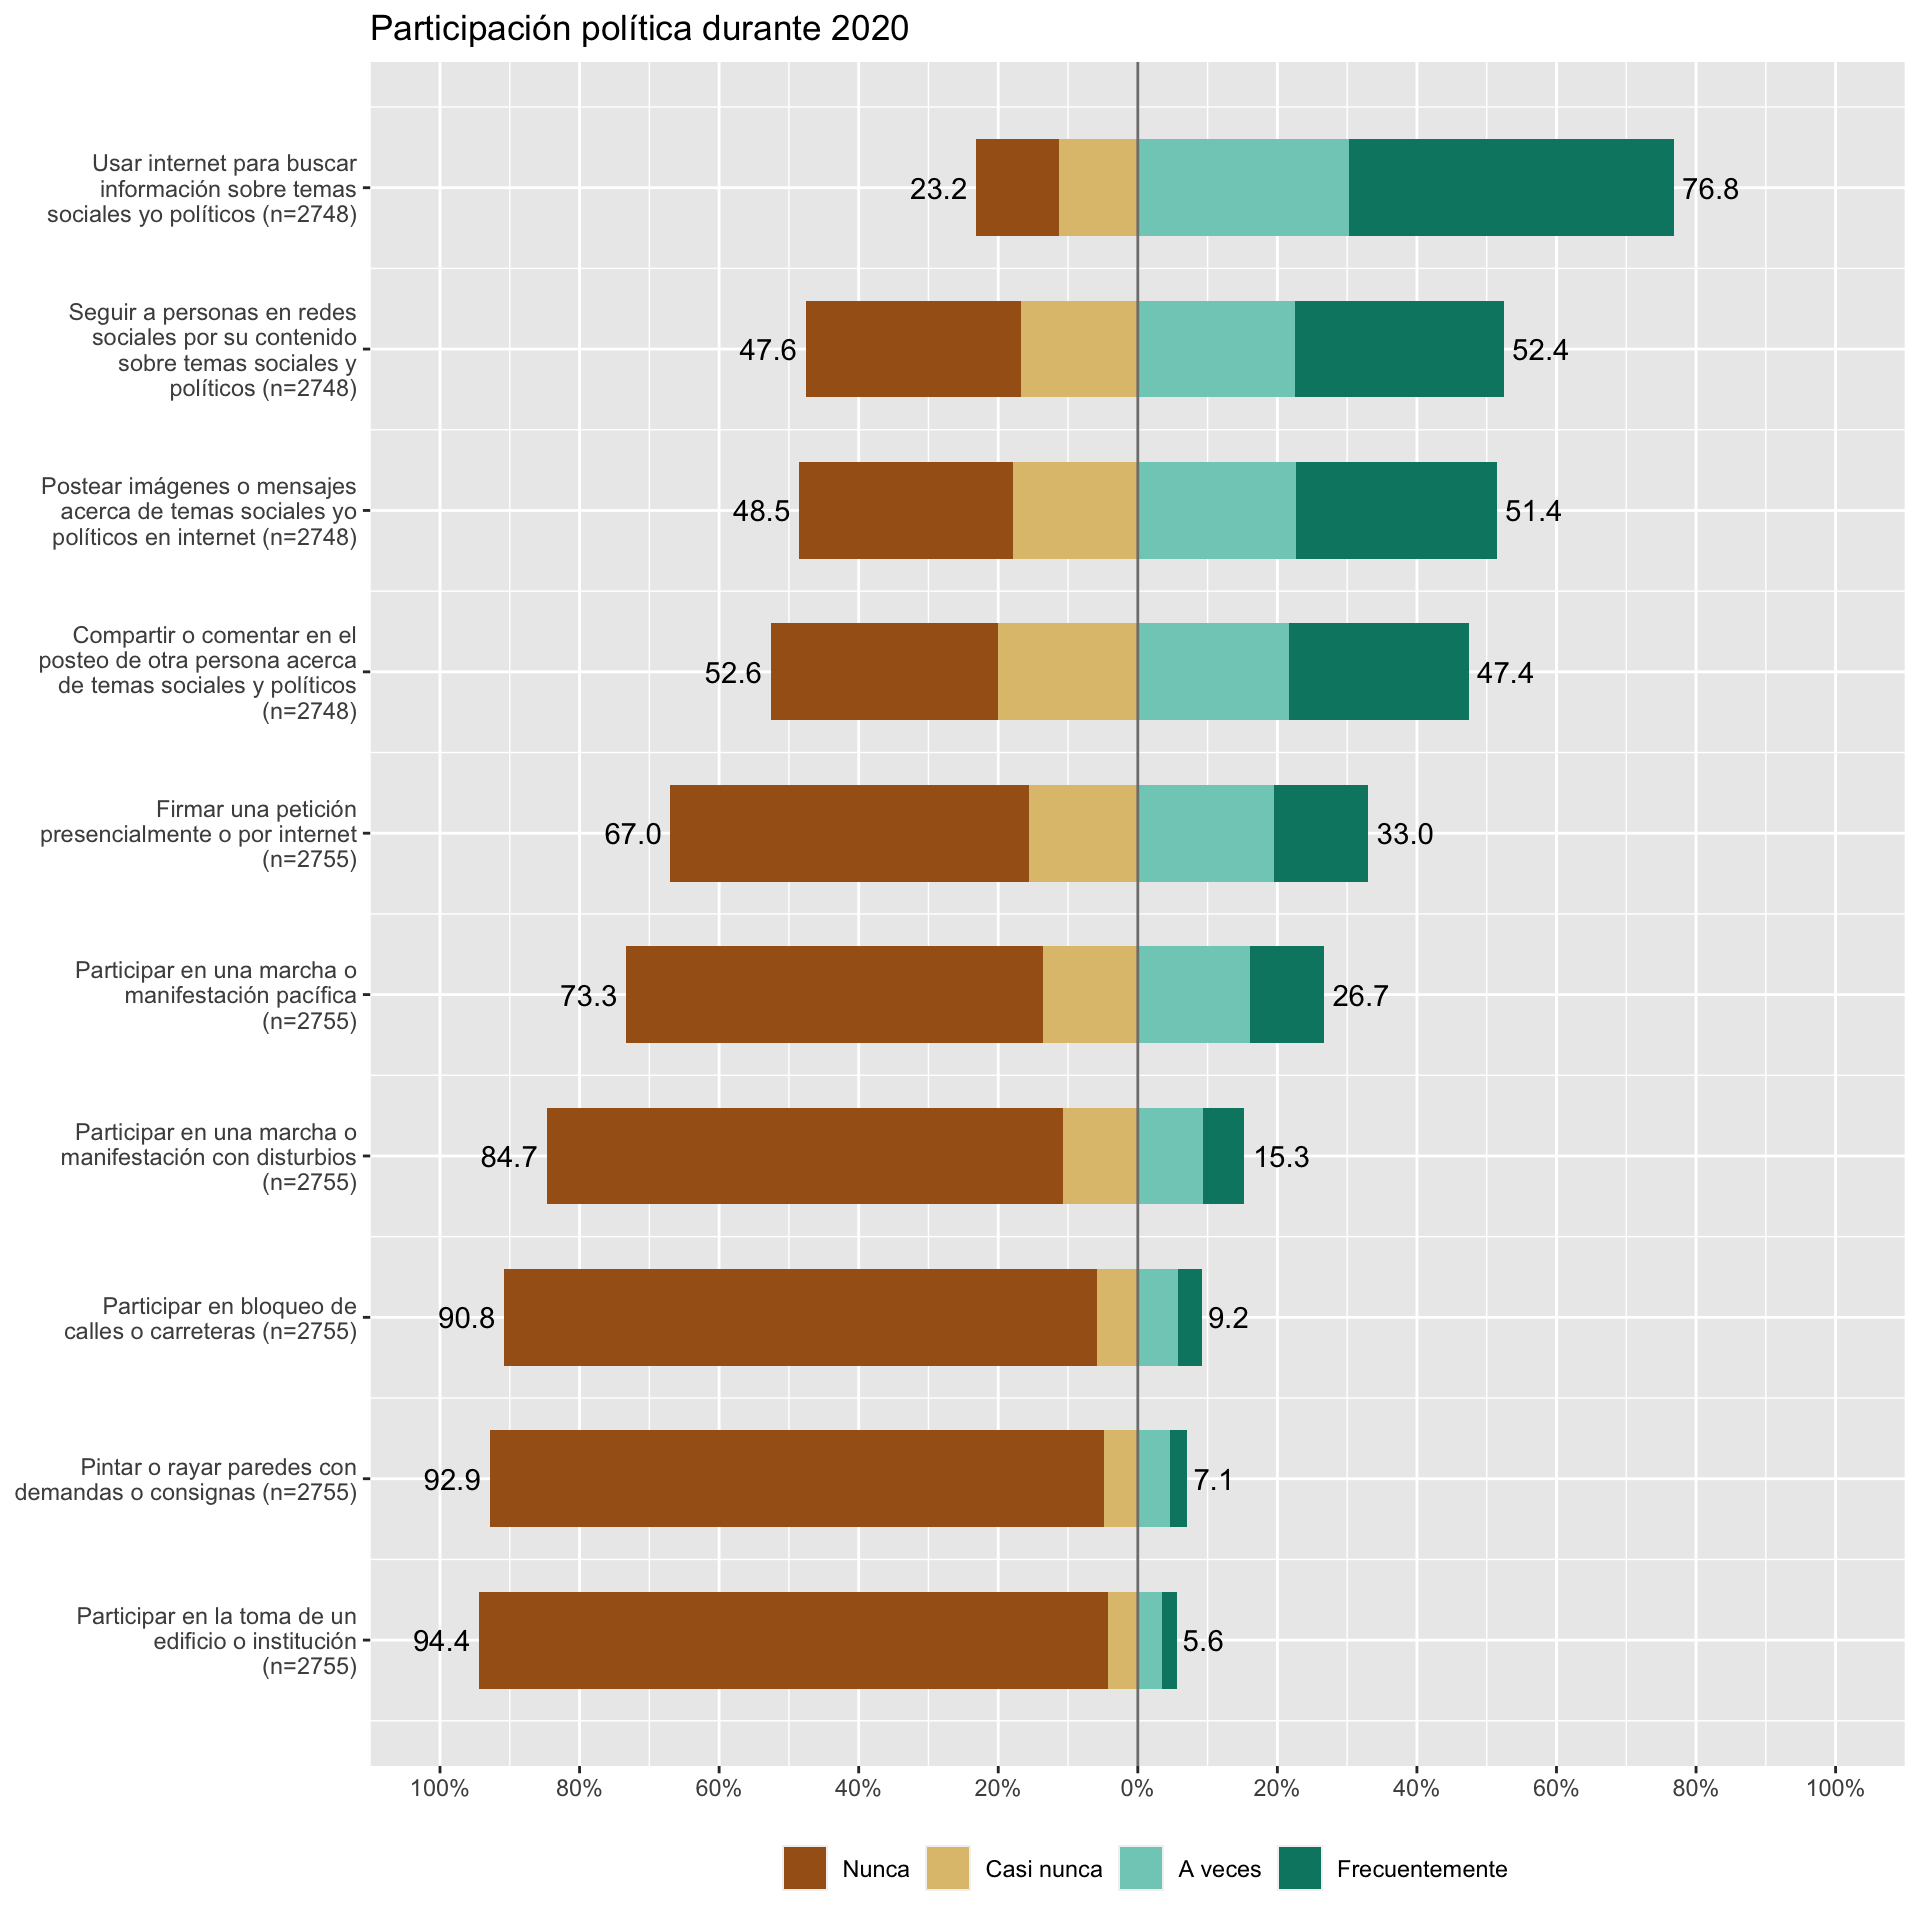 Participación política durante 2020
Usar internet para buscar
información sobre temas
sociales yo políticos (n=2748)
23.2
76.8
Seguir a personas en redes
sociales por su contenido
sobre temas sociales y
políticos (n=2748)
47.6
52.4
Postear imágenes o mensajes
acerca de temas sociales yo
políticos en internet (n=2748)
48.5
51.4
Compartir o comentar en el
posteo de otra persona acerca
de temas sociales y políticos
(n=2748)
52.6
47.4
Firmar una petición
presencialmente o por internet
(n=2755)
67.0
33.0
Participar en una marcha o
manifestación pacífica
(n=2755)
73.3
26.7
Participar en una marcha o
manifestación con disturbios
(n=2755)
84.7
15.3
Participar en bloqueo de
calles o carreteras (n=2755)
90.8
9.2
Pintar o rayar paredes con
demandas o consignas (n=2755)
92.9
7.1
Participar en la toma de un
edificio o institución
(n=2755)
94.4
5.6
100% 80% 60% 40% 20% 0% 20% 40% 60% 80% 100%
Nunca Casi nunca A veces Frecuentemente